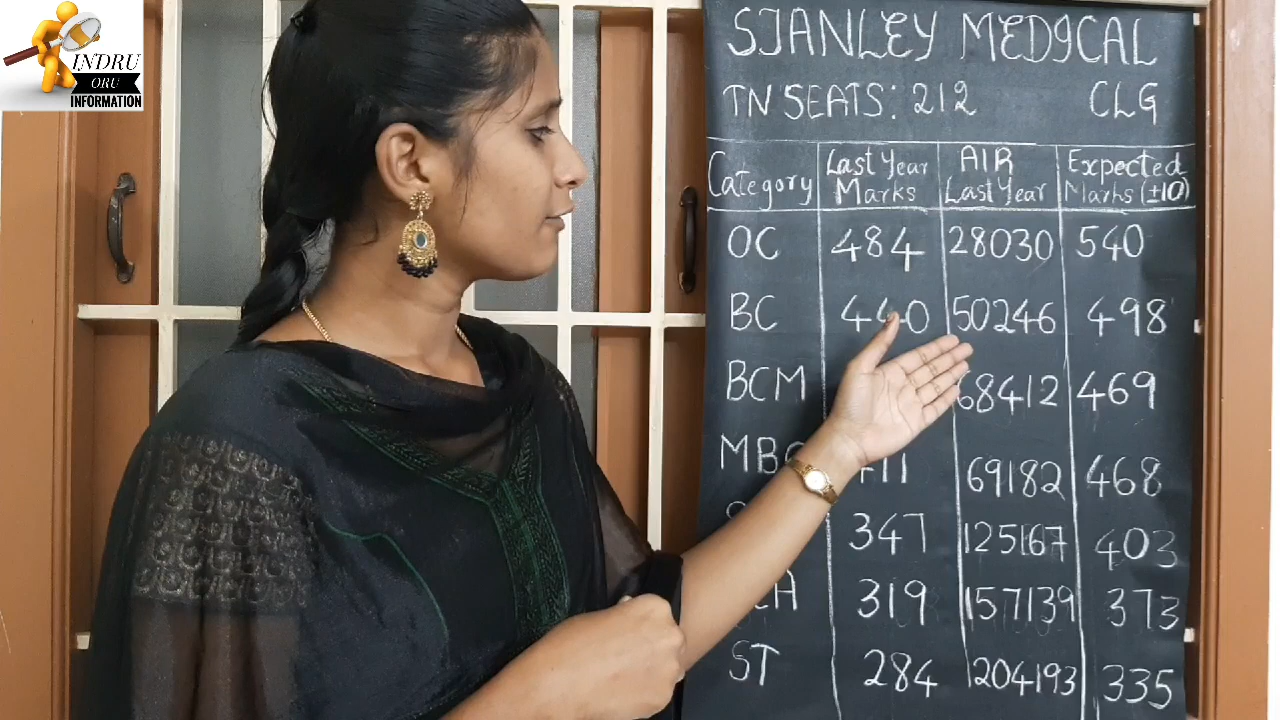 INDRU
ORU
INFORMATION
STANLEY MEDICAL
TN SEATS: 212 CLG
Category Last Year Marks AIR Last Year Expected Marks (±10)
OC 484 28030 540
BC 440 50246 498
BCM 68412 469
69182 468
347 125167 403
319 157139 373
ST 284 204193 335